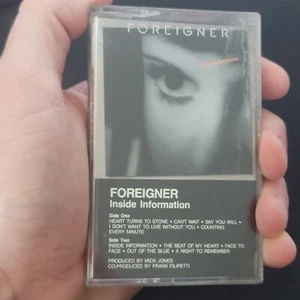 FOREIGNER
FOREIGNER
Inside Information
Side One
HEART TURNS TO STONE • CAN'T WAIT • SAY YOU WILL •
I DON'T WANT TO LIVE WITHOUT YOU • COUNTING
EVERY MINUTE
Side Two
INSIDE INFORMATION • THE BEAT OF MY HEART • FACE TO
FACE • OUT OF THE BLUE • A NIGHT TO REMEMBER
PRODUCED BY MICK JONES
CO-PRODUCED BY FRANK FILIPETTI